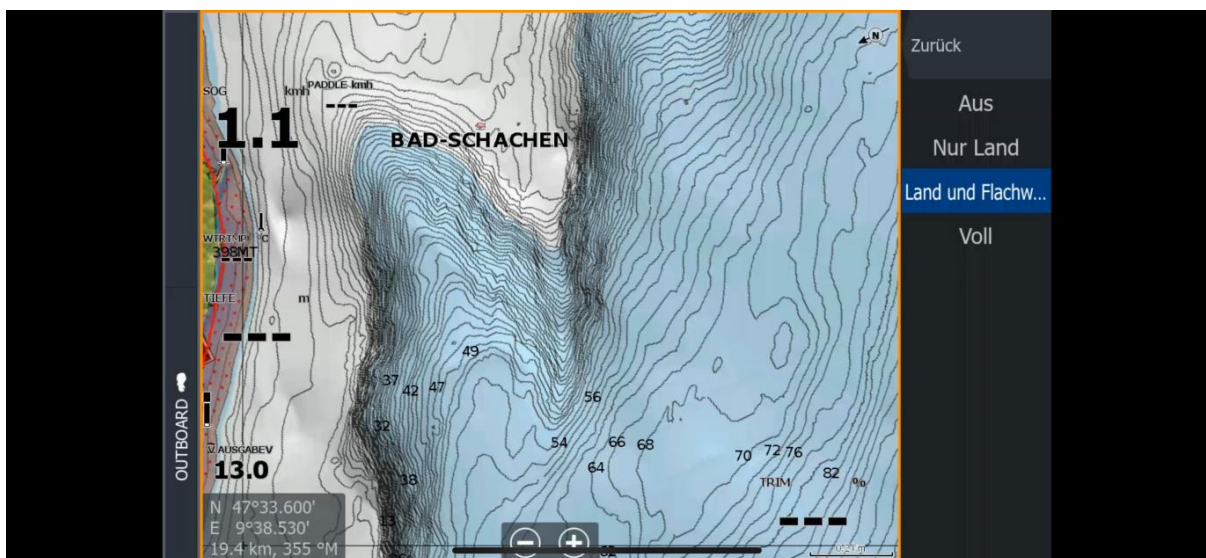 SOG kmh
1.1
PADDLE kmh
---
N
BAD-SCHACHEN
WTRTMP °C
398MT
---
TIEFE m
---
49
37
42
47
56
32
54
66
68
64
70
72
76
82
38
TRIM %
---
AUSGABEV
13.0
N 47°33.600'
E 9°38.530'
19.4 km, 355 °M
OUTBOARD
Zurück
Aus
Nur Land
Land und Flachw...
Voll